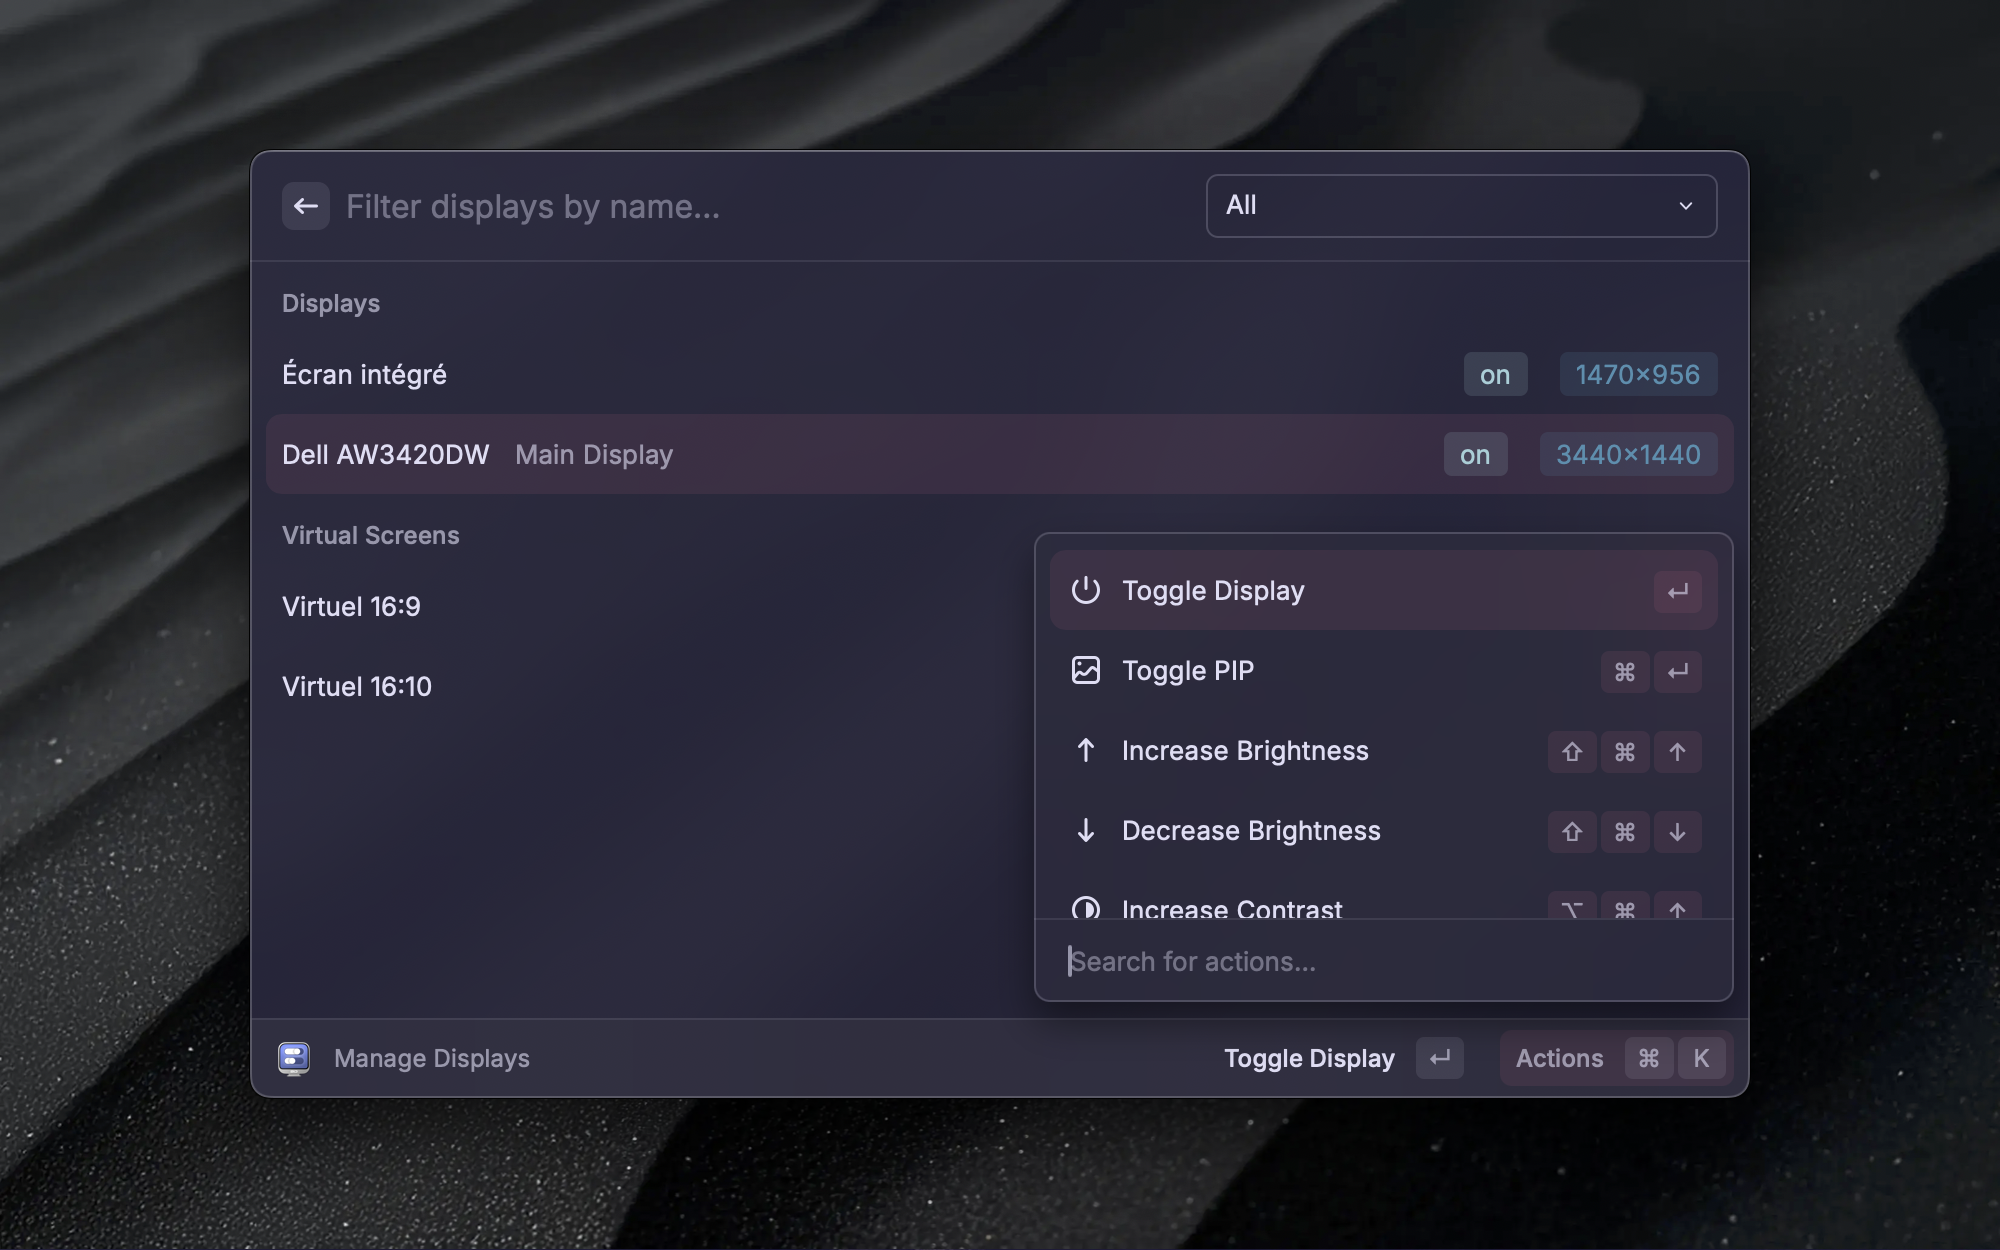 Filter displays by name...
All
Displays
Écran intégré on 1470×956
Dell AW3420DW Main Display on 3440×1440
Virtual Screens
Virtuel 16:9
Virtuel 16:10
Toggle Display ↵
Toggle PIP ⌘ ↵
Increase Brightness ⇧ ⌘ ↑
Decrease Brightness ⇧ ⌘ ↓
Increase Contrast ⌥ ⌘ ↑
Search for actions...
Manage Displays Toggle Display ↵ Actions ⌘ K